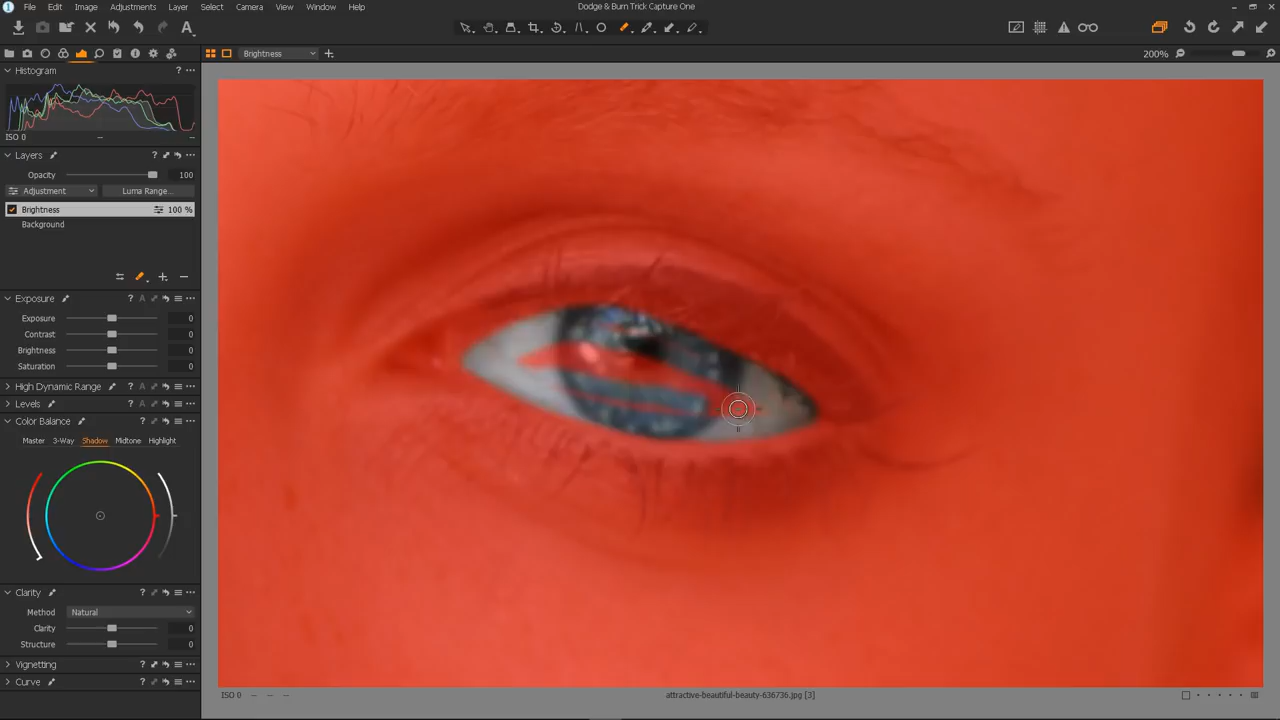 File Edit Image Adjustments Layer Select Camera Window Help
Dodge & Burn Trick Capture One
Brightness
200%
Histogram
ISO 0 -- --
Layers
Opacity 100
Adjustment Luma Range...
Brightness 100 %
Background
Exposure
Exposure 0
Contrast 0
Brightness 0
Saturation 0
High Dynamic Range
Levels
Color Balance
Master 3-Way Shadow Midtone Highlight
Clarity
Method Natural
Clarity 0
Structure 0
Vignetting
Curve
ISO 0 -- -- --
attractive-beautiful-beauty-636736.jpg [3]